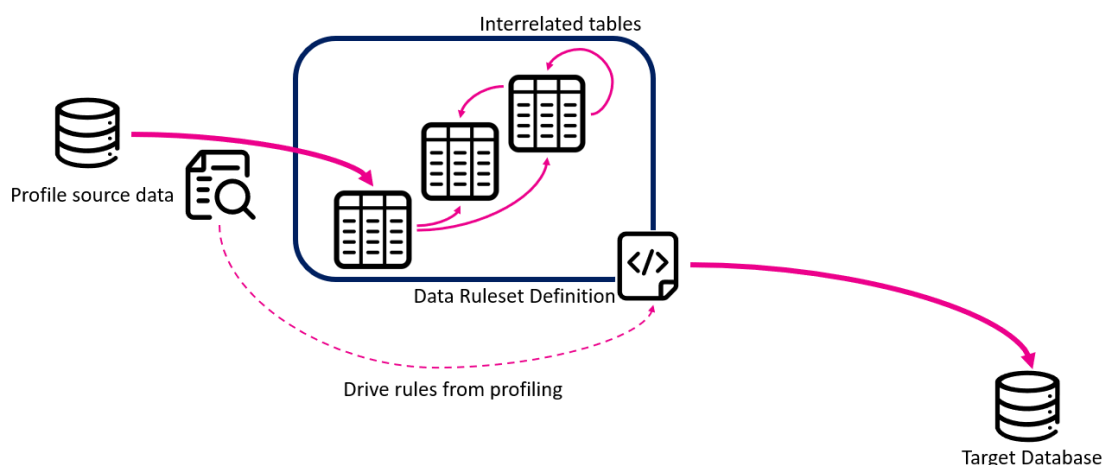 Interrelated tables
Profile source data
</>
Data Ruleset Definition
Drive rules from profiling
Target Database